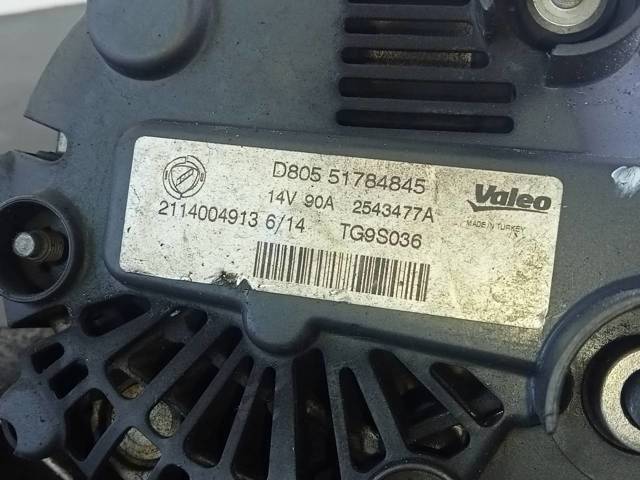 D805 51784845
14V 90A 2543477A
2114004913 6/14 TG9S036
Valeo
MADE IN TURKEY